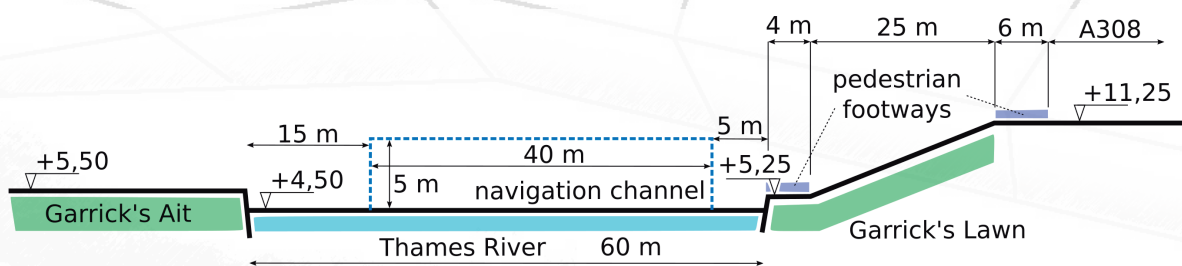 4 m
25 m
6 m
A308
pedestrian
footways
+11,25
15 m
5 m
40 m
+5,50
+5,25
+4,50
5 m
navigation channel
Garrick's Ait
Garrick's Lawn
Thames River
60 m